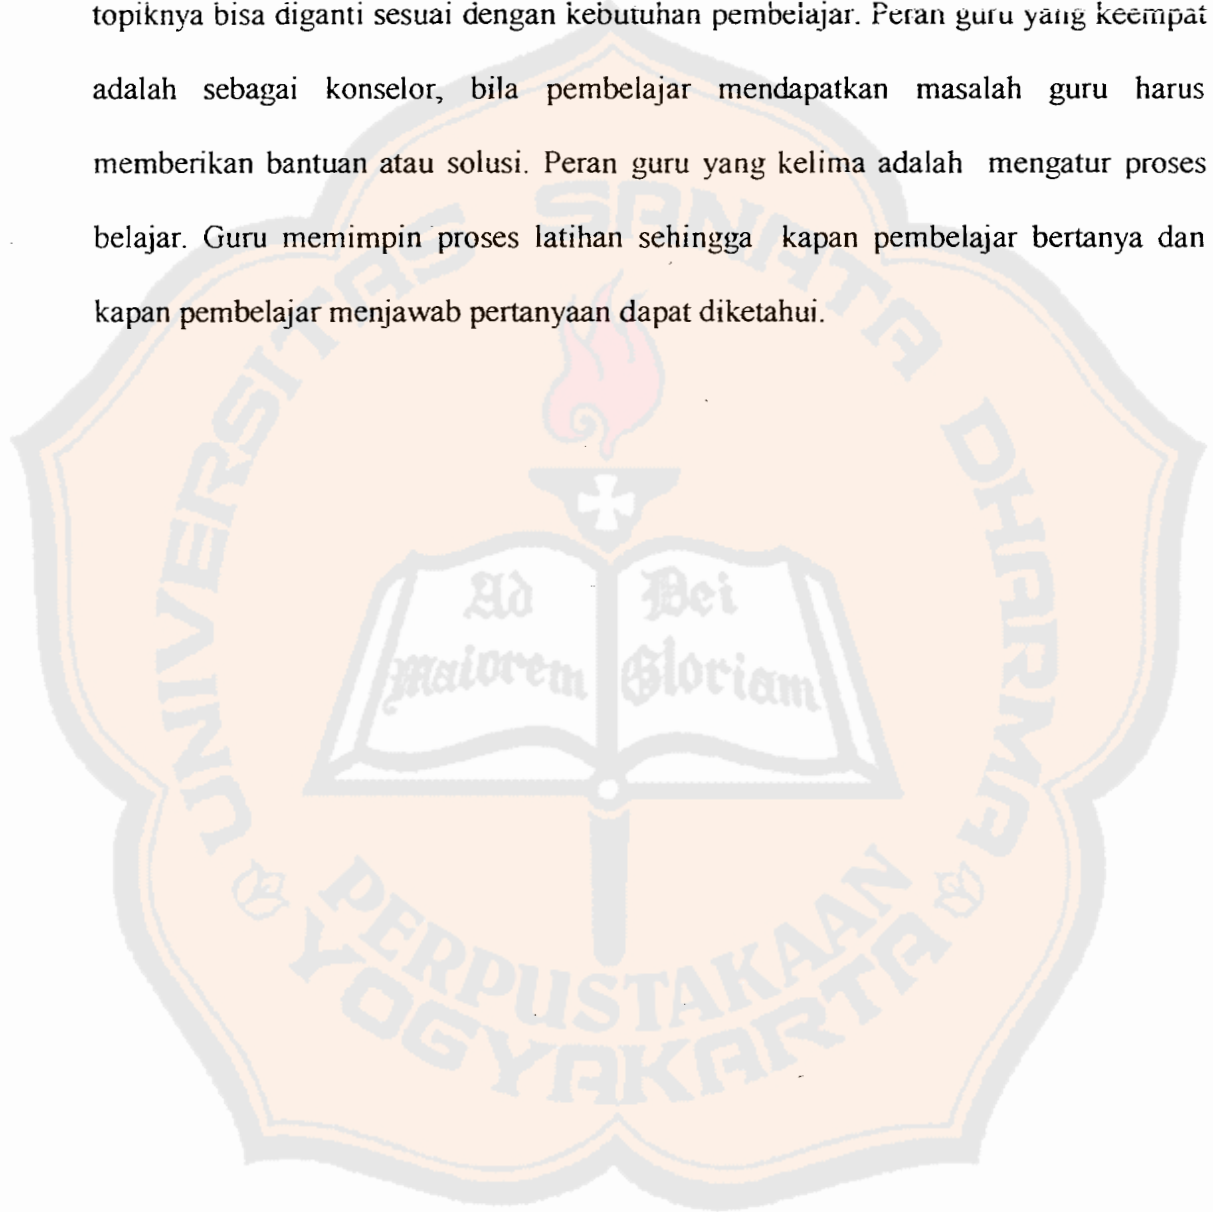 topiknya bisa diganti sesuai dengan kebutuhan pembelajar. Peran guru yang keempat
adalah sebagai konselor, bila pembelajar mendapatkan masalah guru harus
memberikan bantuan atau solusi. Peran guru yang kelima adalah mengatur proses
belajar. Guru memimpin proses latihan sehingga kapan pembelajar bertanya dan
kapan pembelajar menjawab pertanyaan dapat diketahui.
UNIVERSITAS SANATA DHARMA
Ad Dei
maiorem Gloriam
PERPUSTAKAAN
YOGYAKARTA